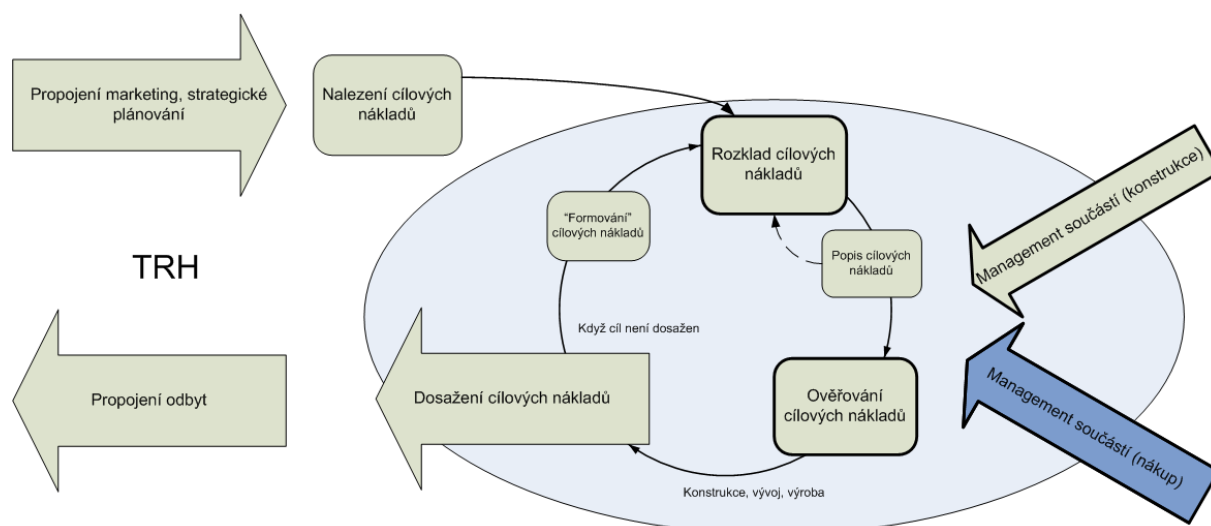 Propojení marketing, strategické
plánování
Nalezení cílových
nákladů
Rozklad cílových
nákladů
Management součástí (konstrukce)
"Formování"
cílových nákladů
Popis cílových
nákladů
TRH
Když cíl není dosažen
Propojení odbyt
Dosažení cílových nákladů
Ověřování
cílových nákladů
Management součástí (nákup)
Konstrukce, vývoj, výroba